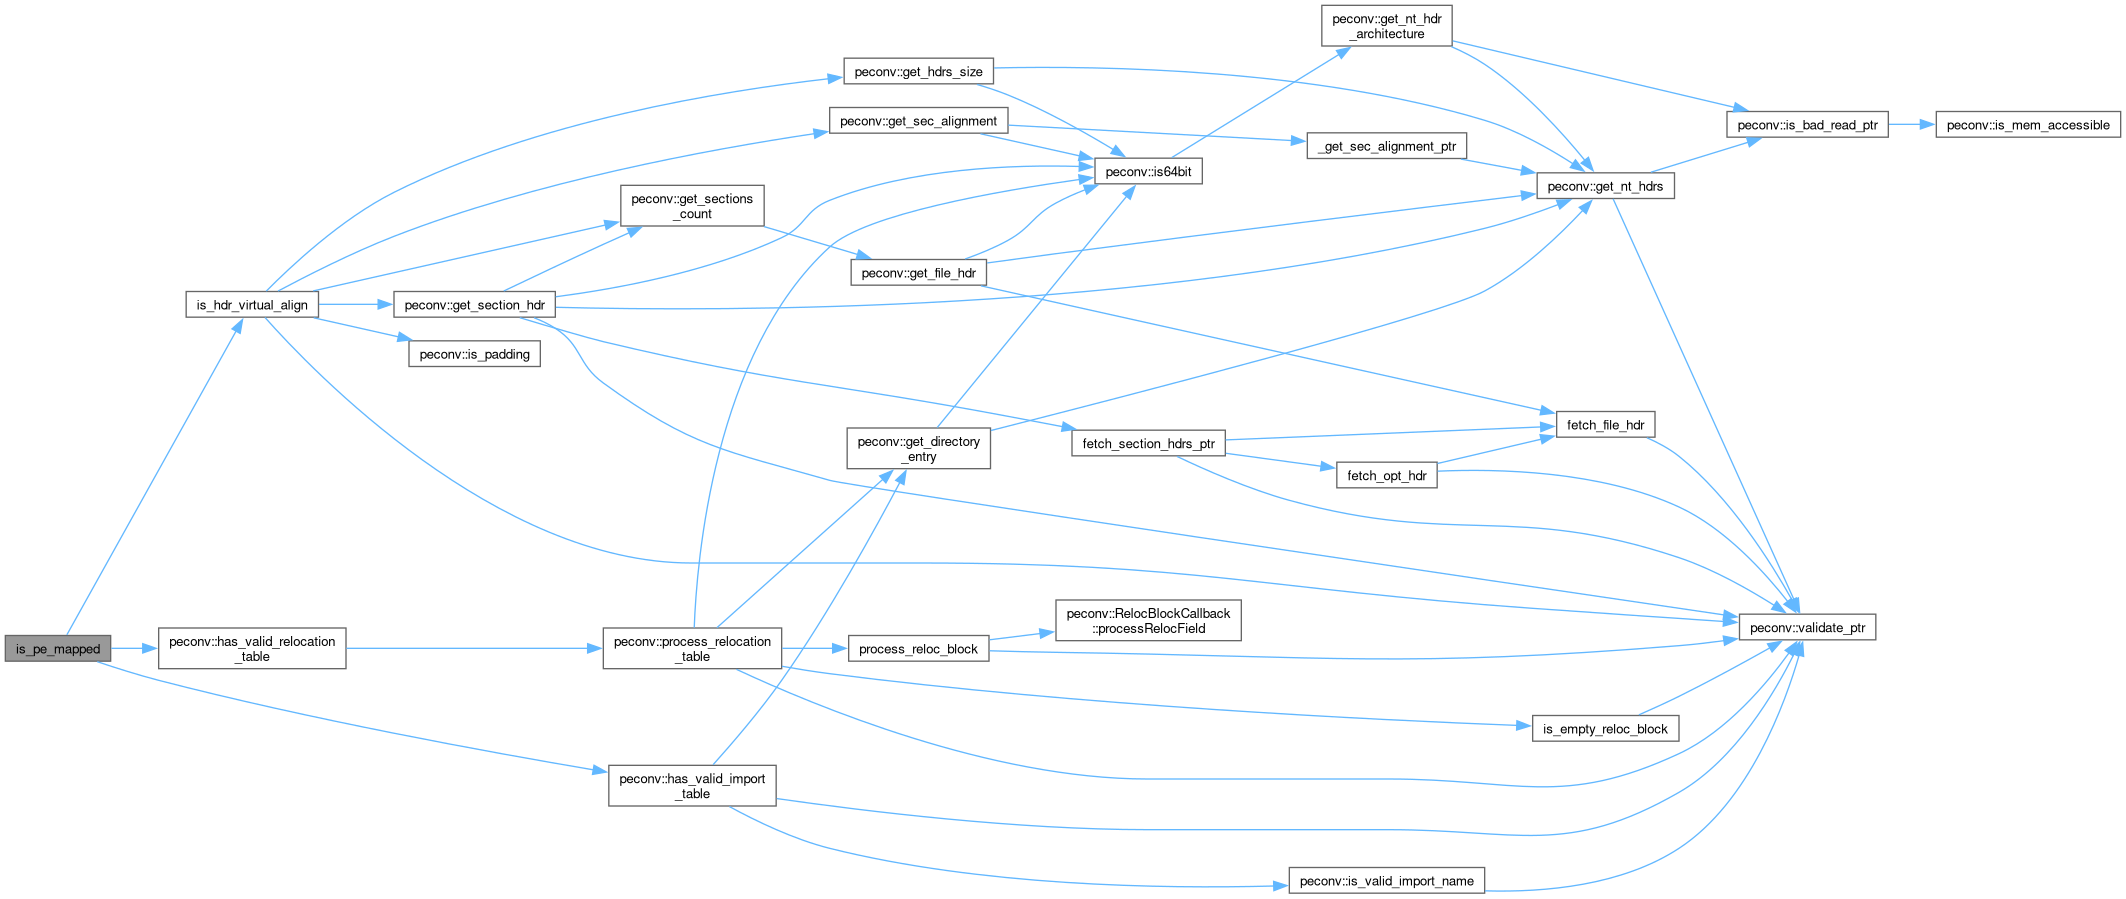 peconv::get_nt_hdr
_architecture
peconv::get_hdrs_size
peconv::get_sec_alignment
peconv::is_bad_read_ptr
peconv::is_mem_accessible
_get_sec_alignment_ptr
peconv::is64bit
peconv::get_nt_hdrs
peconv::get_sections
_count
peconv::get_file_hdr
is_hdr_virtual_align
peconv::get_section_hdr
peconv::is_padding
peconv::get_directory
_entry
fetch_section_hdrs_ptr
fetch_file_hdr
fetch_opt_hdr
is_pe_mapped
peconv::has_valid_relocation
_table
peconv::process_relocation
_table
process_reloc_block
peconv::RelocBlockCallback
::processRelocField
peconv::validate_ptr
is_empty_reloc_block
peconv::has_valid_import
_table
peconv::is_valid_import_name